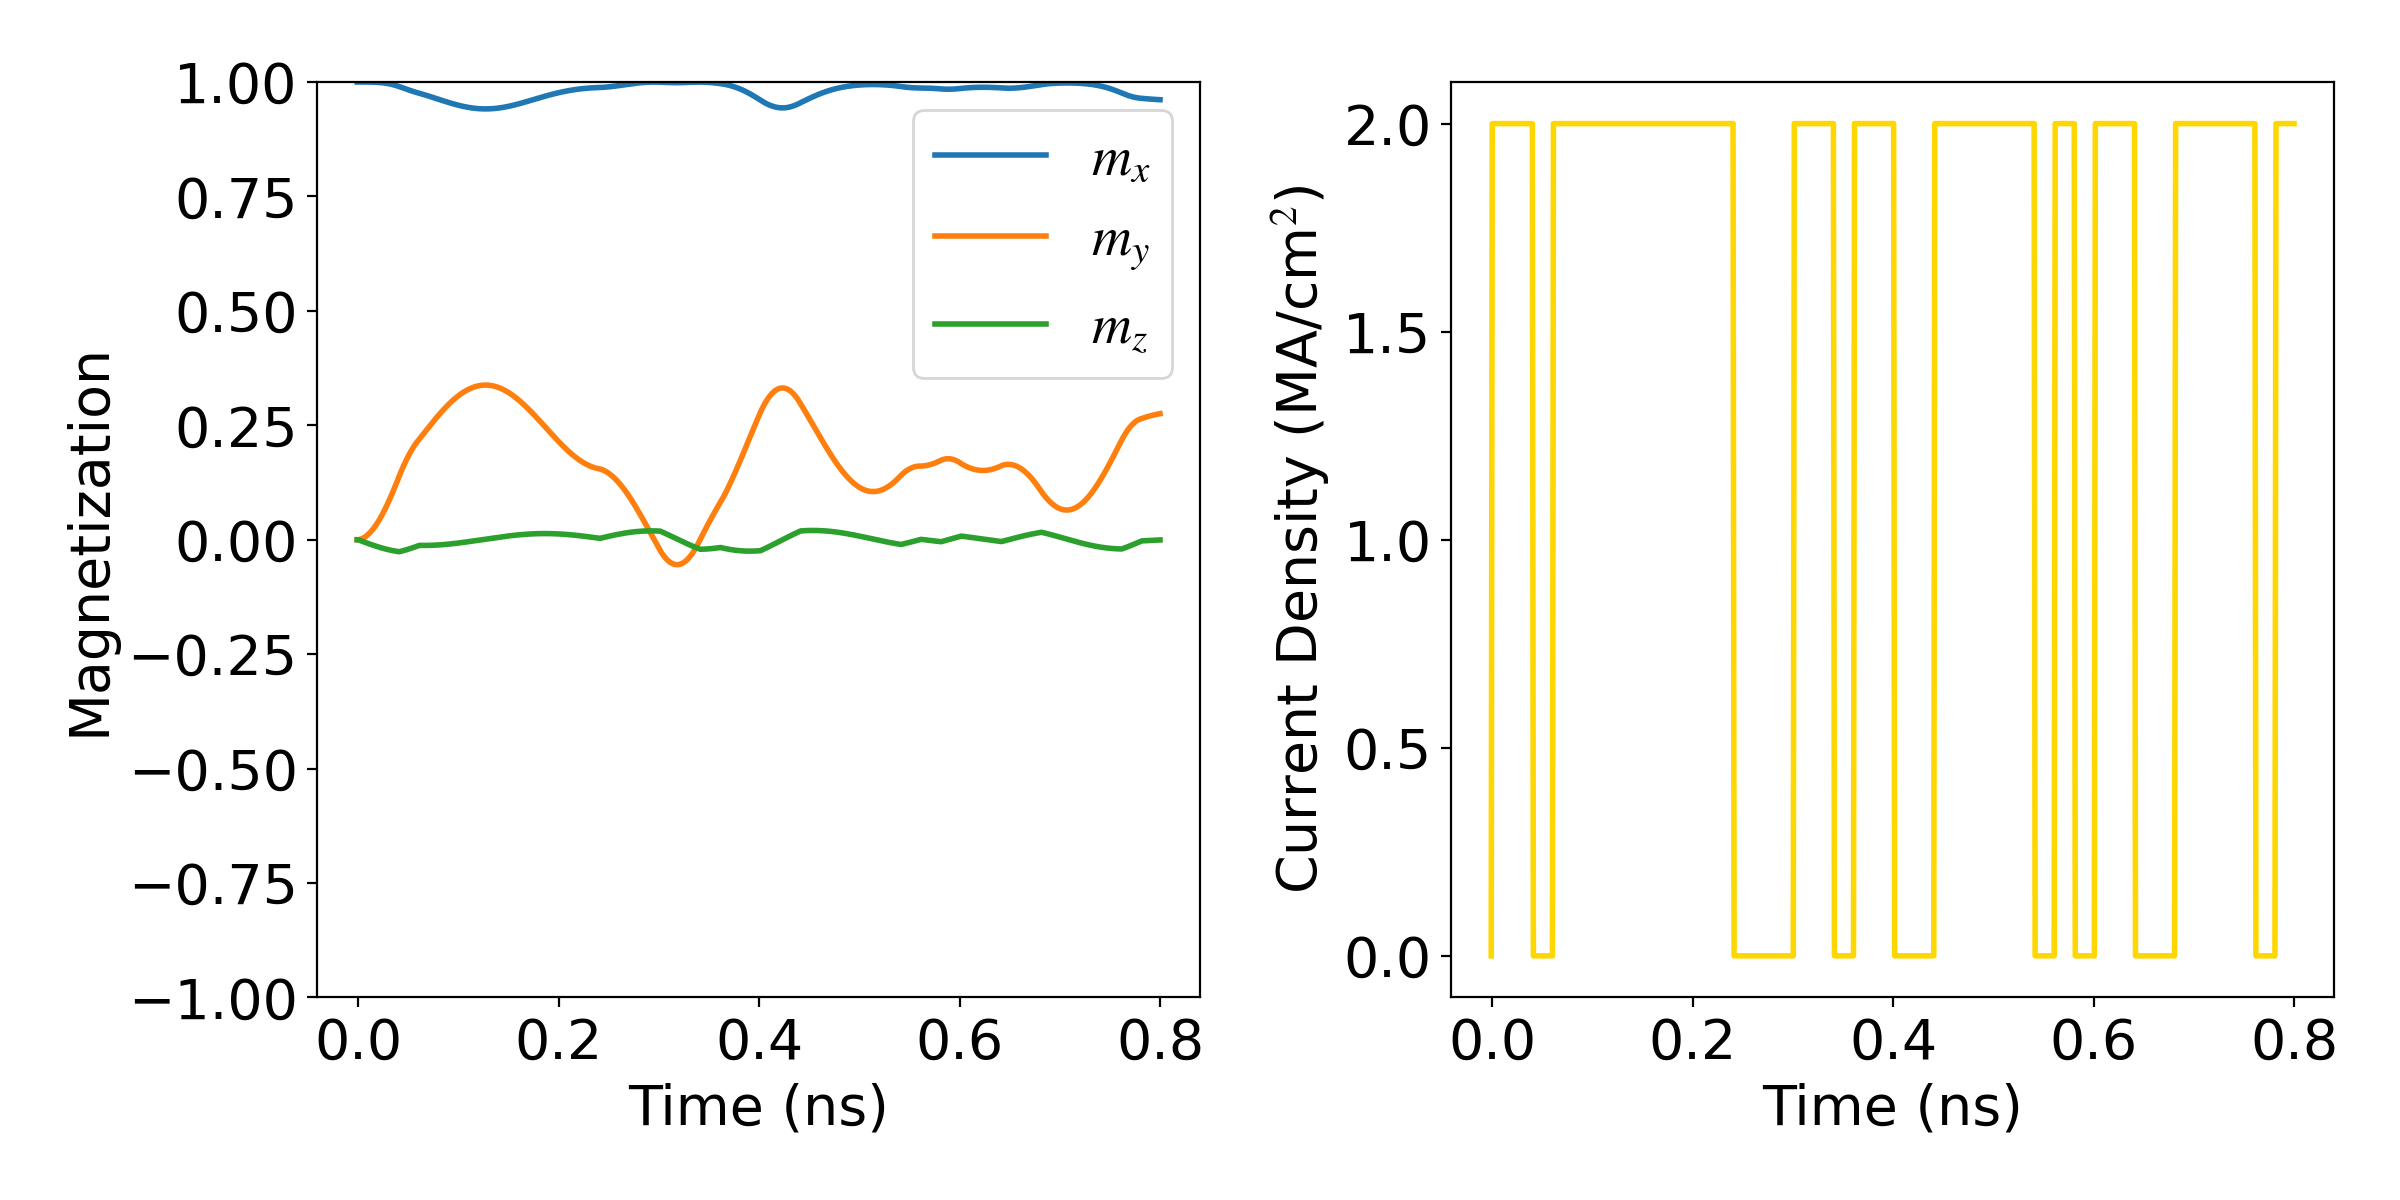 1.00
0.75
0.50
0.25
0.00
−0.25
−0.50
−0.75
−1.00
Magnetization
0.0 0.2 0.4 0.6 0.8
Time (ns)
m_x
m_y
m_z
2.0
1.5
1.0
0.5
0.0
Current Density (MA/cm²)
0.0 0.2 0.4 0.6 0.8
Time (ns)